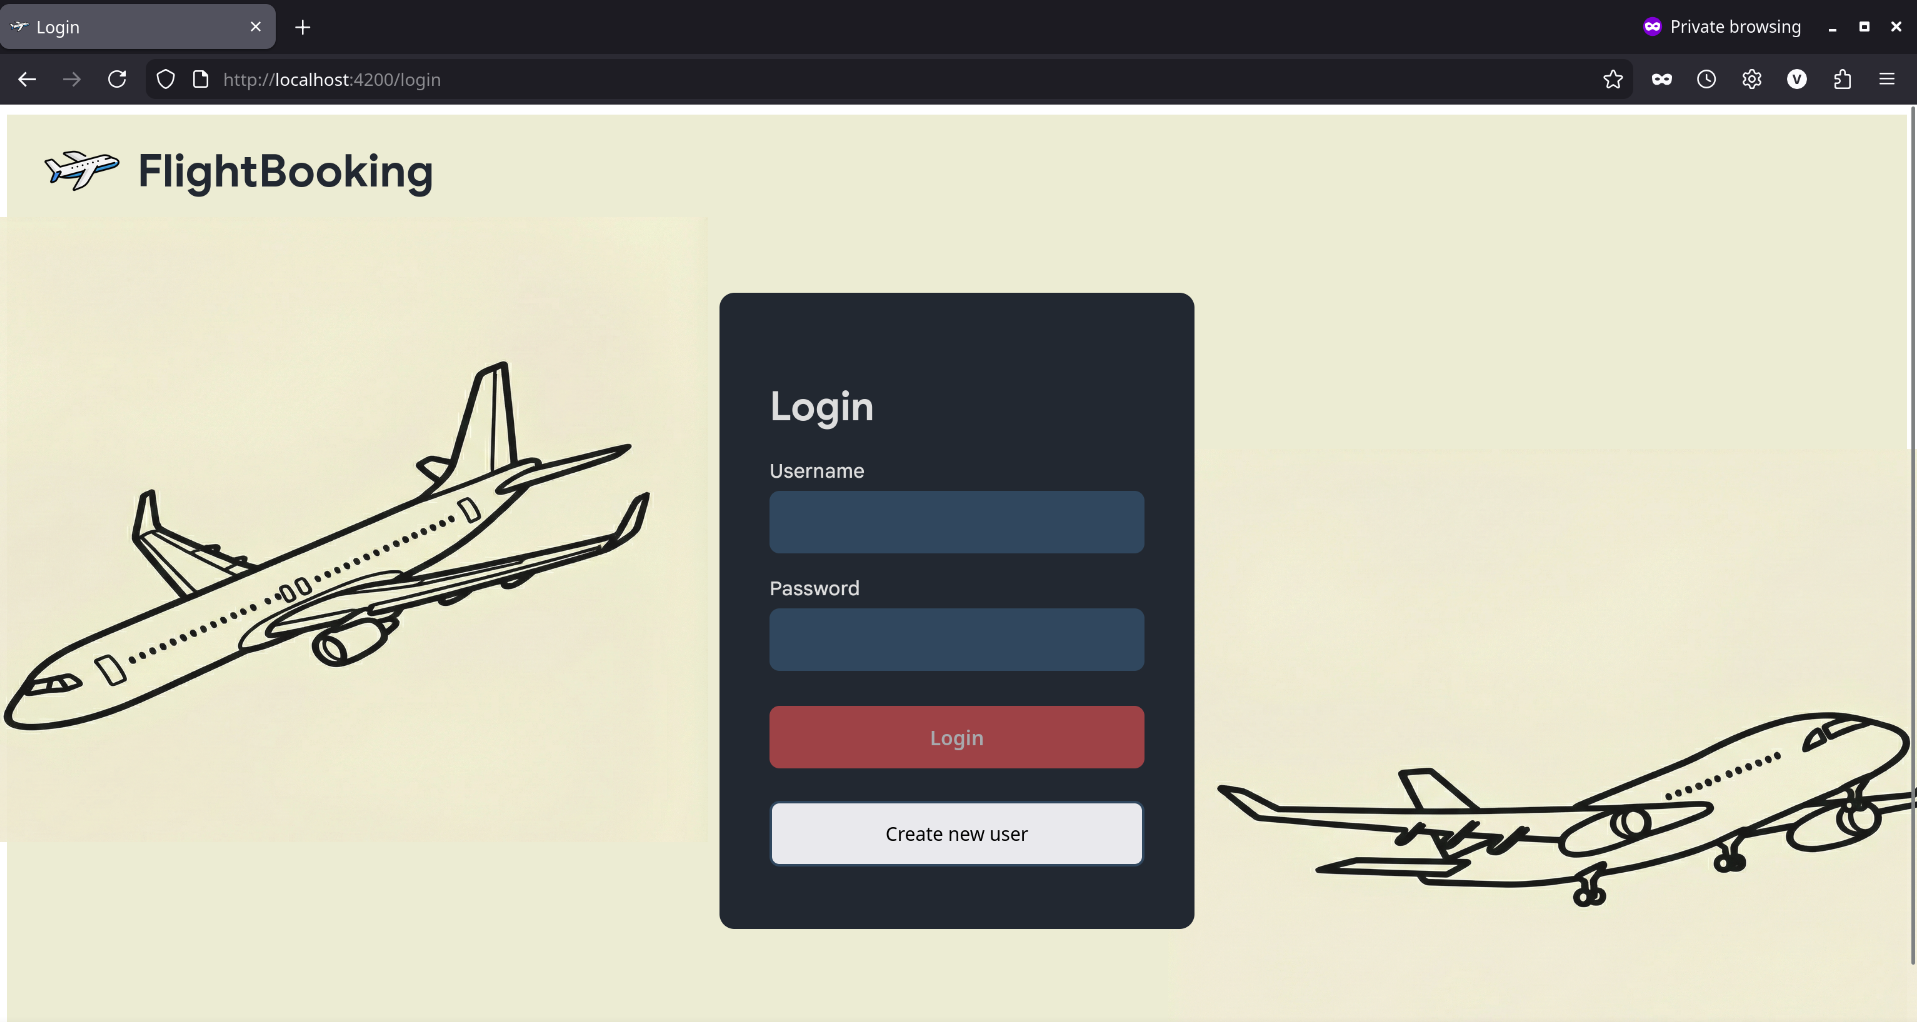 Login
Private browsing
http://localhost:4200/login
V
FlightBooking
Login
Username
Password
Login
Create new user